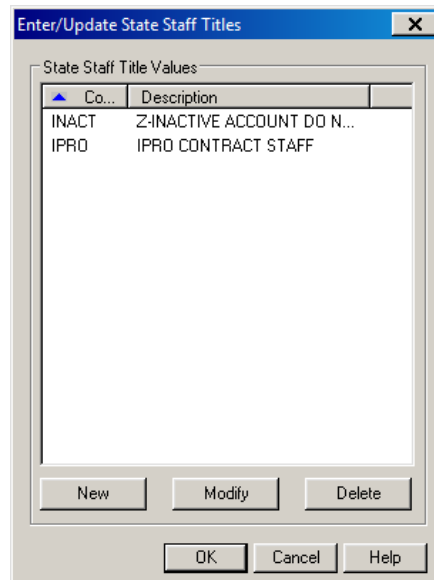 Enter/Update State Staff Titles
State Staff Title Values
Co... Description
INACT Z-INACTIVE ACCOUNT DO N...
IPRO IPRO CONTRACT STAFF
New Modify Delete
OK Cancel Help